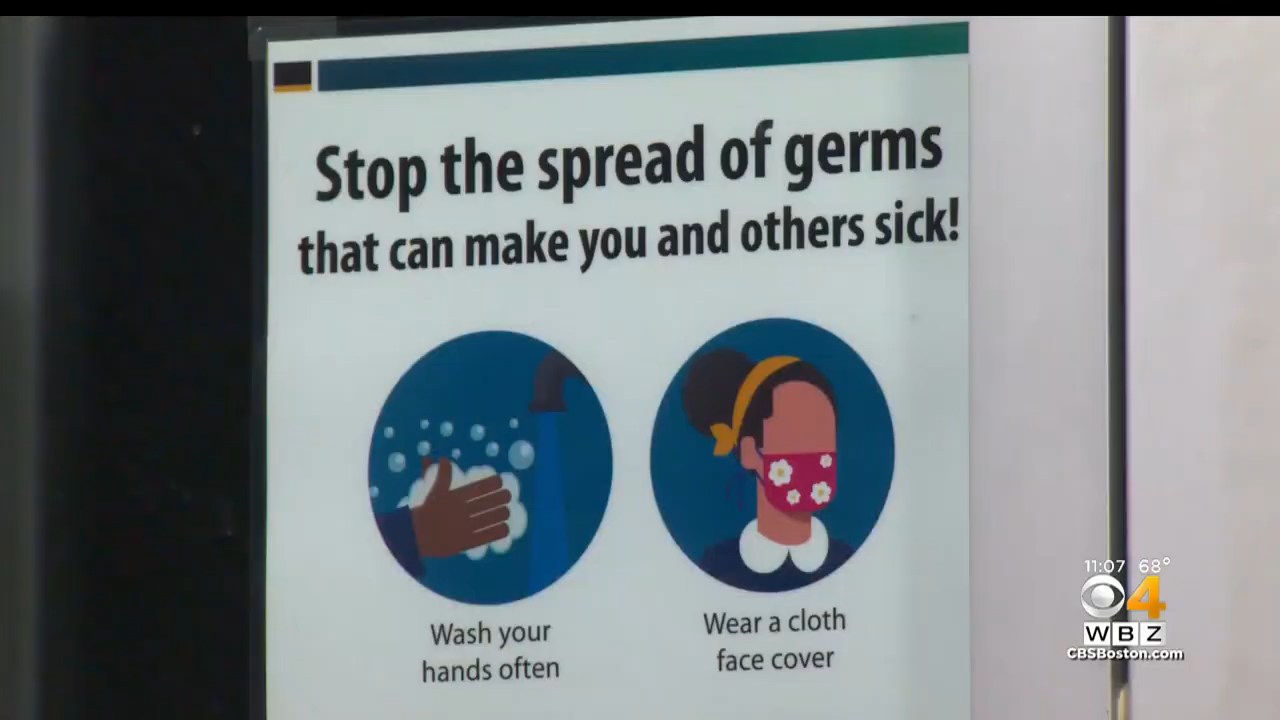 Stop the spread of germs
that can make you and others sick!
Wash your
hands often
Wear a cloth
face cover
11:07 68°
4
WBZ
CBSBoston.com